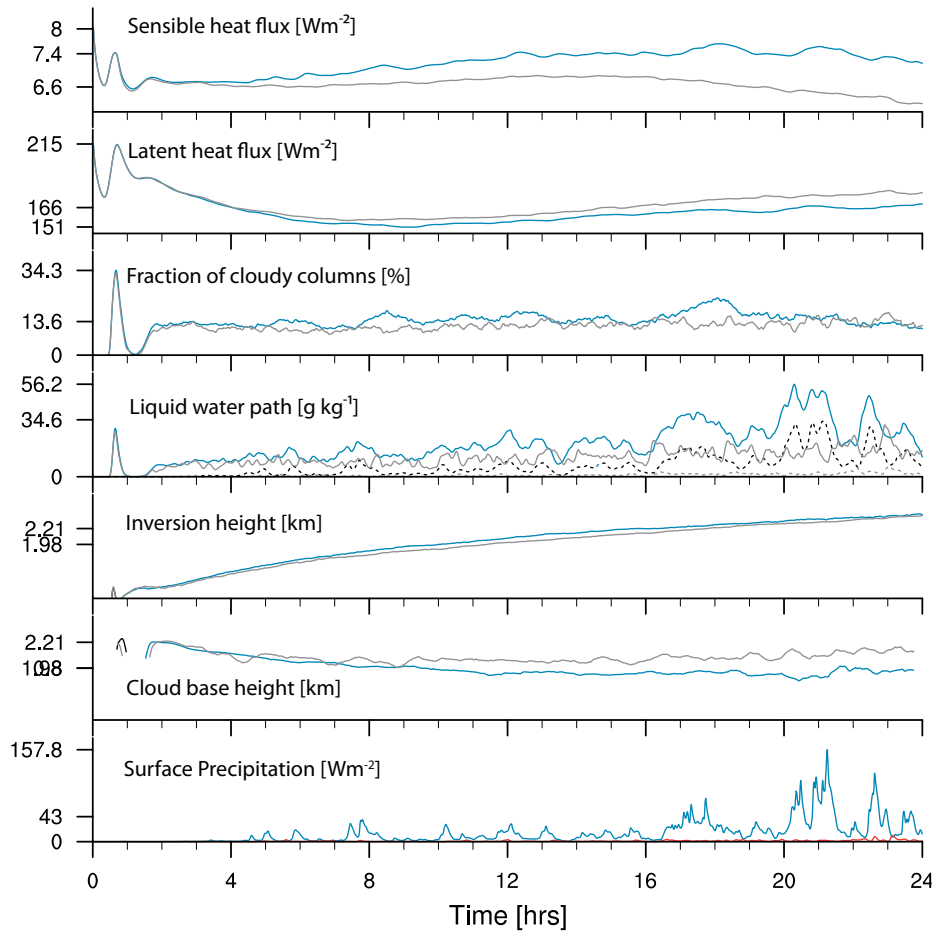 Sensible heat flux [Wm-2]
8
7.4
6.6
Latent heat flux [Wm-2]
215
166
151
Fraction of cloudy columns [%]
34.3
13.6
0
Liquid water path [g kg-1]
56.2
34.6
0
Inversion height [km]
2.21
1.98
2.21
Cloud base height [km]
Surface Precipitation [Wm-2]
157.8
43
0
0 4 8 12 16 20 24
Time [hrs]